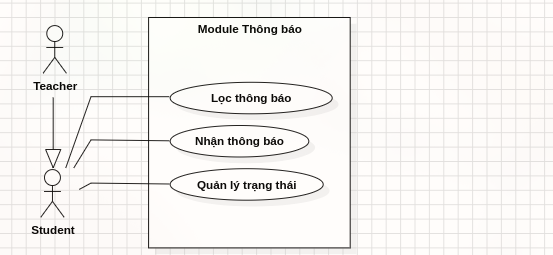 Module Thông báo
Teacher
Lọc thông báo
Nhận thông báo
Quản lý trạng thái
Student